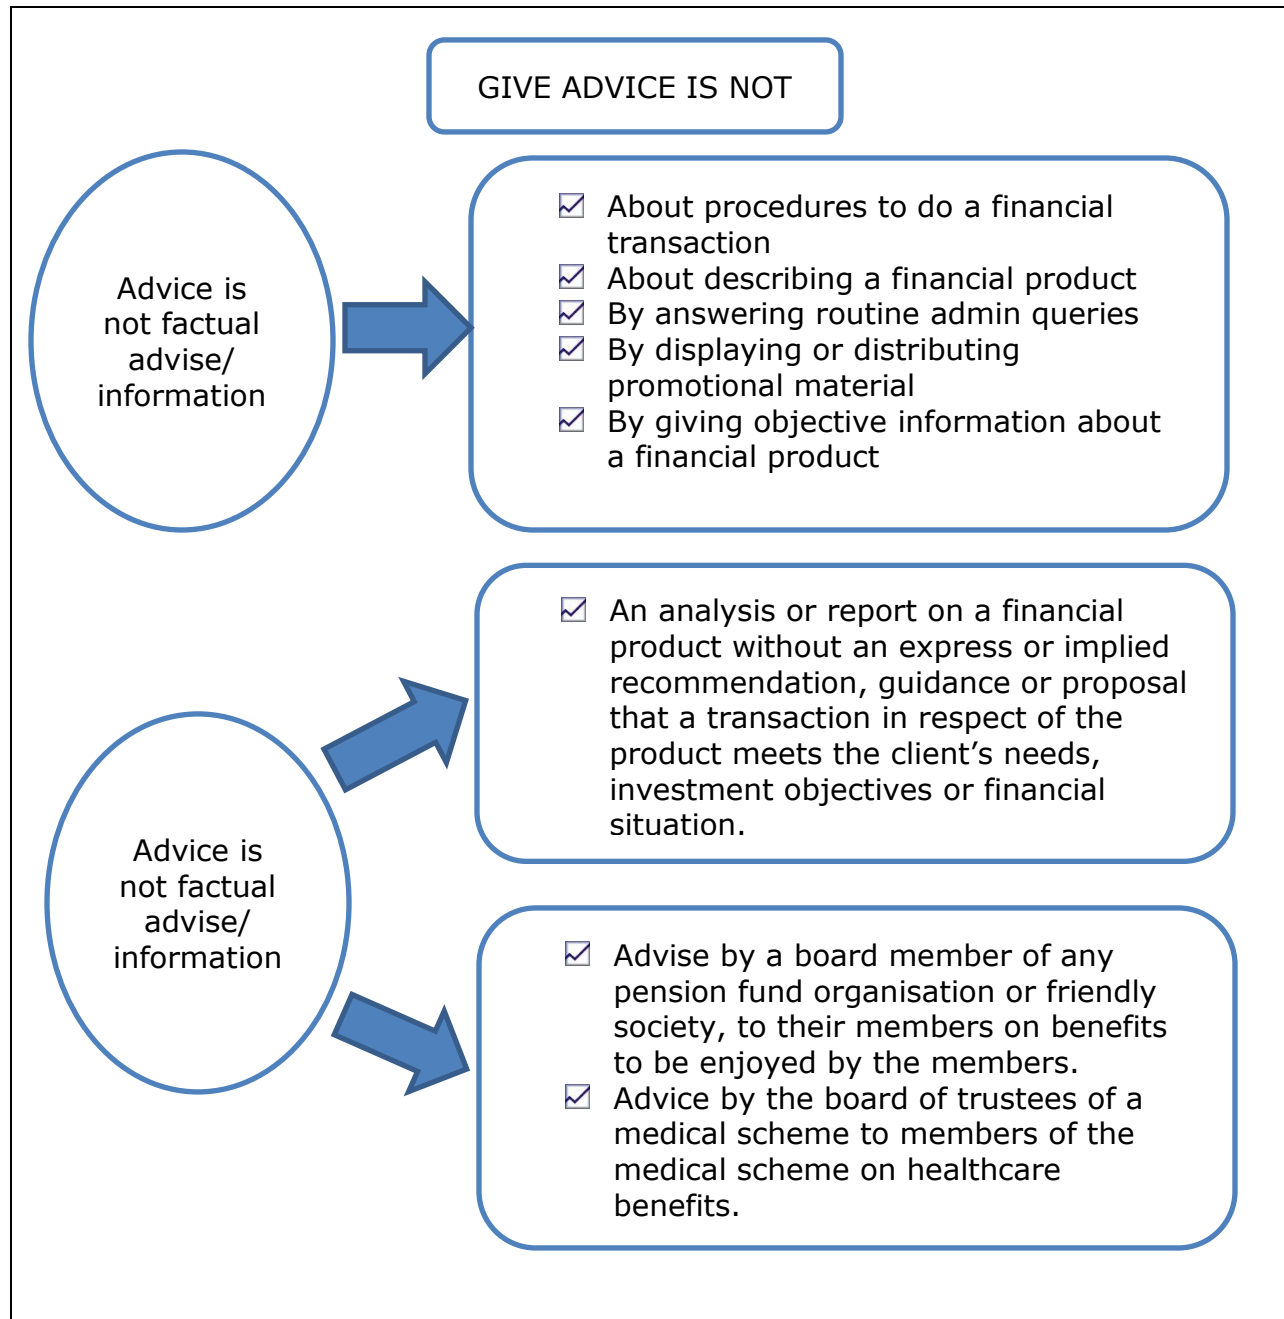 GIVE ADVICE IS NOT
Advice is
not factual
advise/
information
About procedures to do a financial
transaction
About describing a financial product
By answering routine admin queries
By displaying or distributing
promotional material
By giving objective information about
a financial product
Advice is
not factual
advise/
information
An analysis or report on a financial
product without an express or implied
recommendation, guidance or proposal
that a transaction in respect of the
product meets the client’s needs,
investment objectives or financial
situation.
Advise by a board member of any
pension fund organisation or friendly
society, to their members on benefits
to be enjoyed by the members.
Advice by the board of trustees of a
medical scheme to members of the
medical scheme on healthcare
benefits.